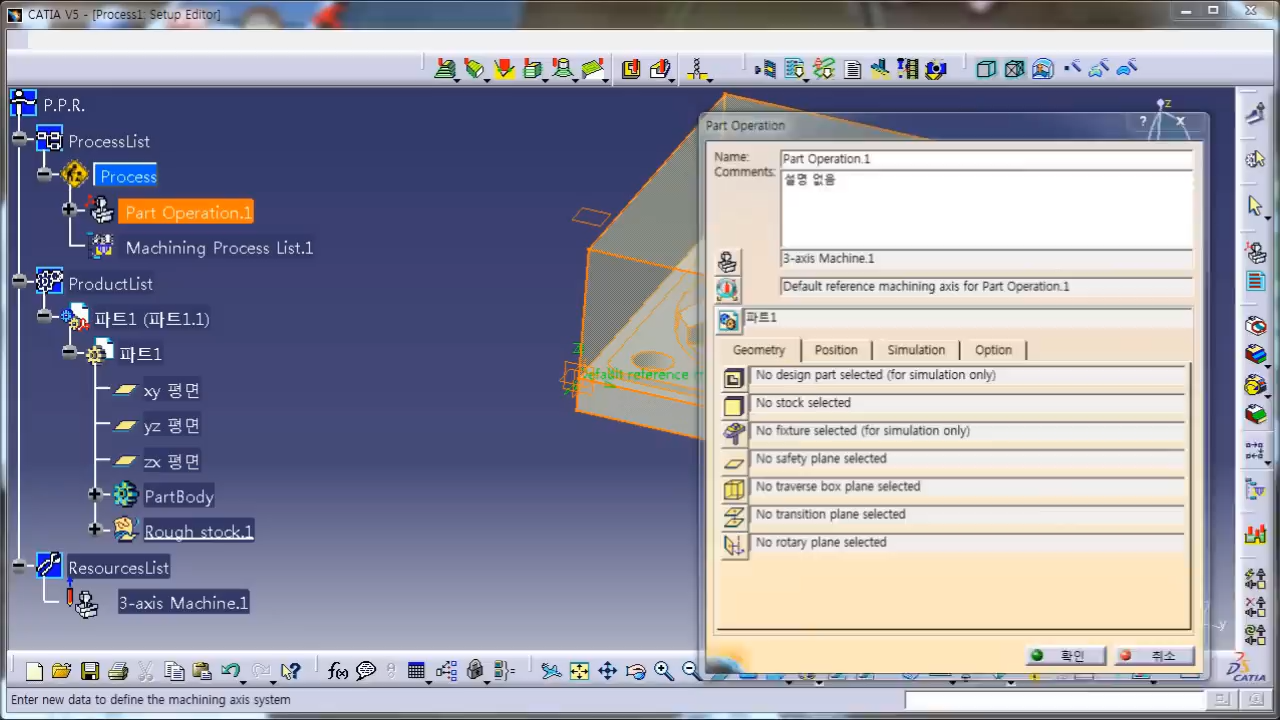 CATIA V5 - [Process1: Setup Editor]
P.P.R.
ProcessList
Process
Part Operation.1
Machining Process List.1
ProductList
파트1 (파트1.1)
파트1
xy 평면
yz 평면
zx 평면
PartBody
Rough stock.1
ResourcesList
3-axis Machine.1
z
Part Operation
?
Name:
Part Operation.1
Comments:
설명 없음
3-axis Machine.1
Default reference machining axis for Part Operation.1
파트1
Geometry
Position
Simulation
Option
No design part selected (for simulation only)
No stock selected
No fixture selected (for simulation only)
No safety plane selected
No traverse box plane selected
No transition plane selected
No rotary plane selected
확인
취소
Z
Default reference m
y
f(x)
CATIA
Enter new data to define the machining axis system